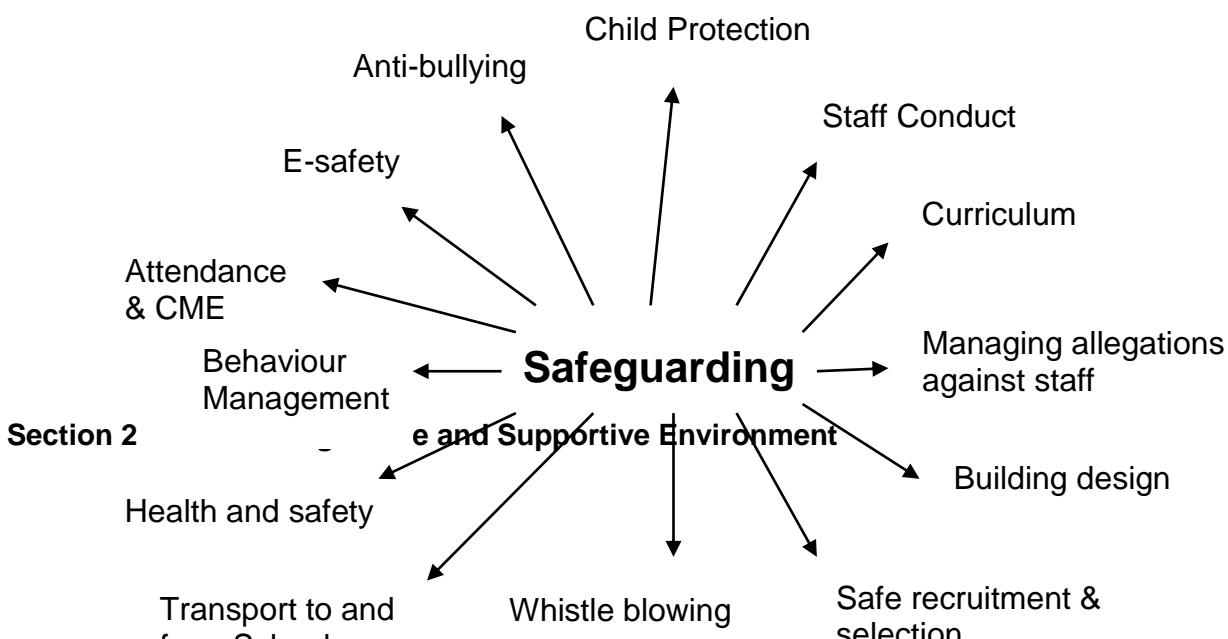 Child Protection
Anti-bullying
Staff Conduct
E-safety
Curriculum
Attendance
& CME
Behaviour
Management
Safeguarding
Managing allegations
against staff
Section 2
e and Supportive Environment
Building design
Health and safety
Transport to and
Whistle blowing
Safe recruitment &
selection